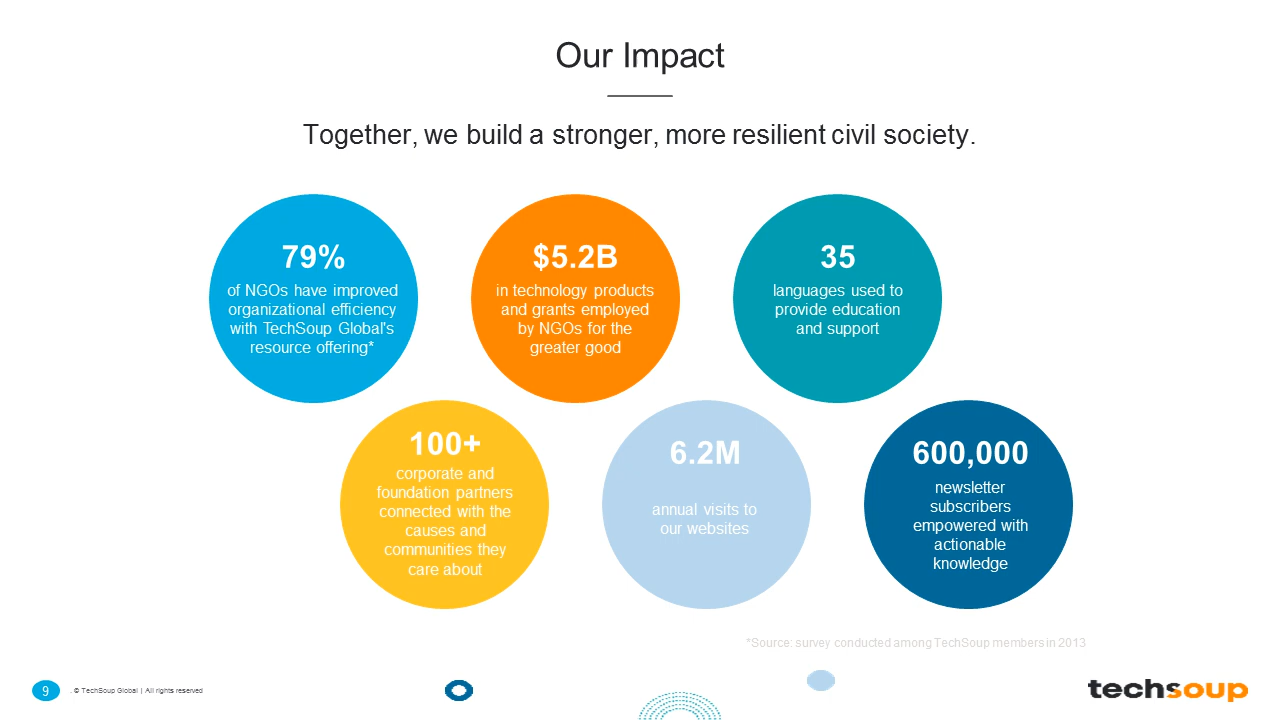 Our Impact
Together, we build a stronger, more resilient civil society.
79%
of NGOs have improved
organizational efficiency
with TechSoup Global's
resource offering*
$5.2B
in technology products
and grants employed
by NGOs for the
greater good
35
languages used to
provide education
and support
100+
corporate and
foundation partners
connected with the
causes and
communities they
care about
6.2M
annual visits to
our websites
600,000
newsletter
subscribers
empowered with
actionable
knowledge
*Source: survey conducted among TechSoup members in 2013
9
. © TechSoup Global | All rights reserved
techsoup